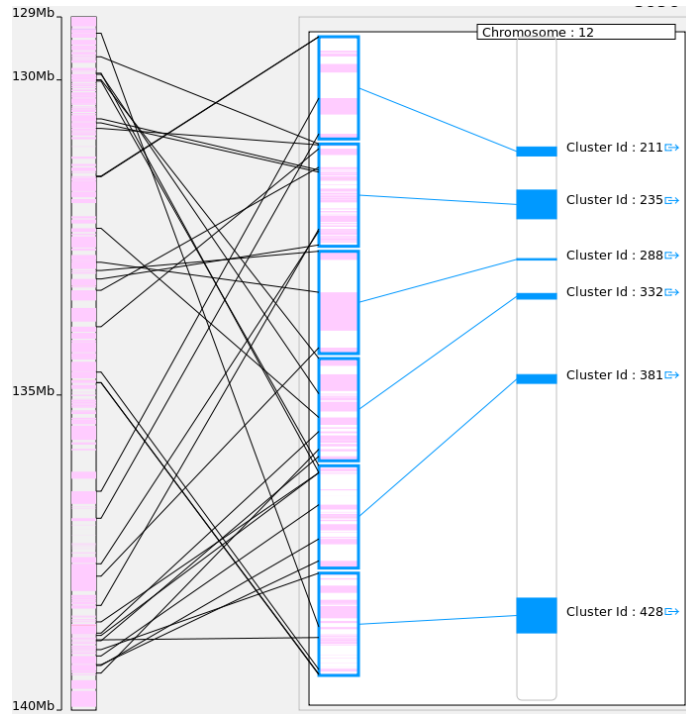 129Mb
Chromosome : 12
130Mb
Cluster Id : 211
Cluster Id : 235
Cluster Id : 288
Cluster Id : 332
Cluster Id : 381
135Mb
Cluster Id : 428
140Mb